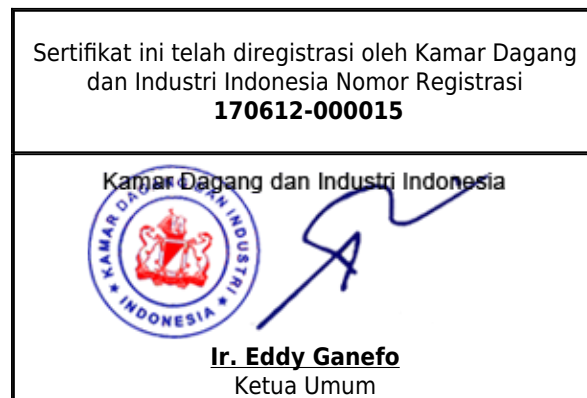 Sertifikat ini telah diregistrasi oleh Kamar Dagang
dan Industri Indonesia Nomor Registrasi
170612-000015
Kamar Dagang dan Industri Indonesia
KAMAR DAGANG DAN INDUSTRI
INDONESIA
Ir. Eddy Ganefo
Ketua Umum